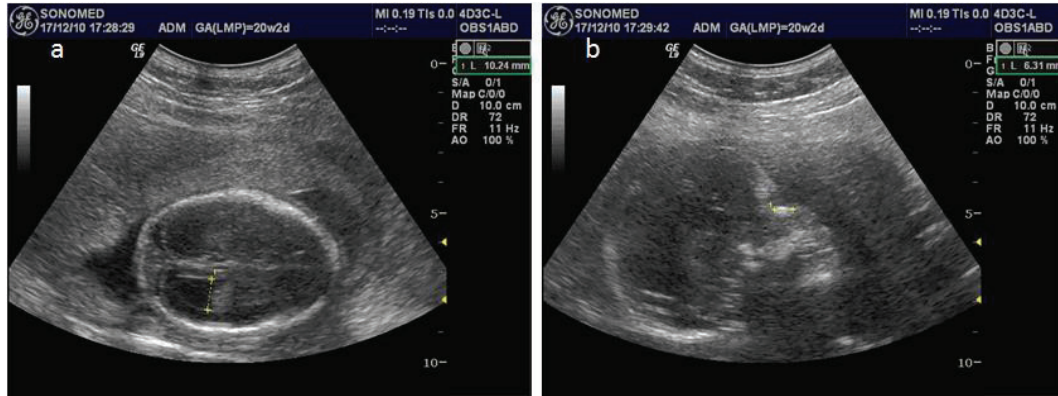 SONOMED
17/12/10 17:28:29 ADM GA(LMP)=20w2d
MI 0.19 TIs 0.0 4D3C-L
--:--:-- OBS1ABD
a
1 L 10.24 mm
S/A 0/1
Map C/0/0
D 10.0 cm
DR 72
FR 11 Hz
AO 100 %
0
5
10
1
SONOMED
17/12/10 17:29:42 ADM GA(LMP)=20w2d
MI 0.19 TIs 0.0 4D3C-L
--:--:-- OBS1ABD
b
1 L 6.31 mm
S/A 0/1
Map C/0/0
D 10.0 cm
DR 72
FR 11 Hz
AO 100 %
0
5
10
1